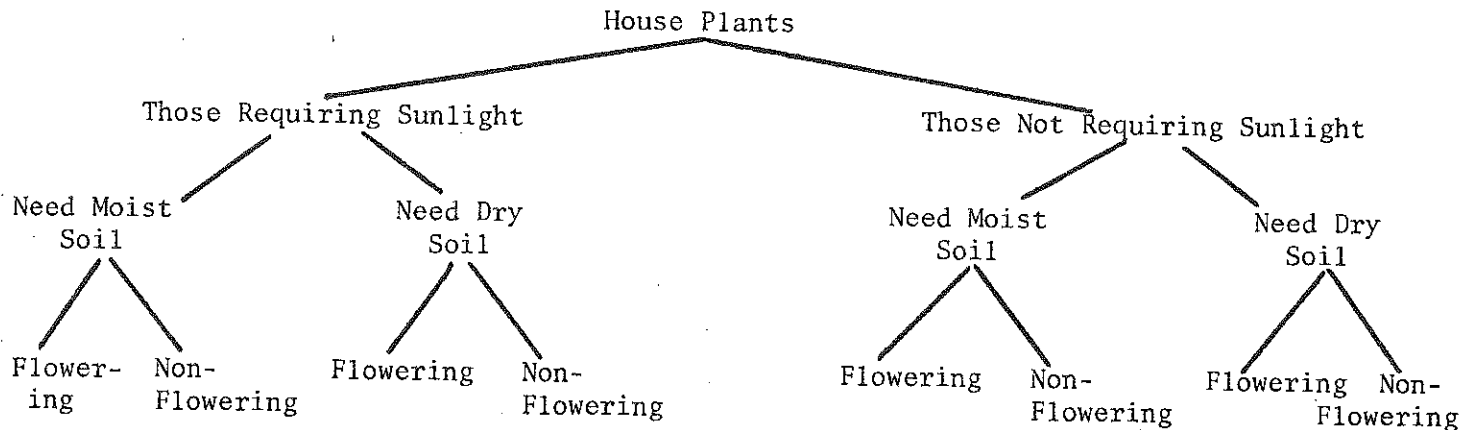 House Plants
Those Requiring Sunlight
Those Not Requiring Sunlight
Need Moist
Soil
Need Dry
Soil
Need Moist
Soil
Need Dry
Soil
Flower-
ing
Non-
Flowering
Flowering
Non-
Flowering
Flowering
Non-
Flowering
Flowering
Non-
Flowering